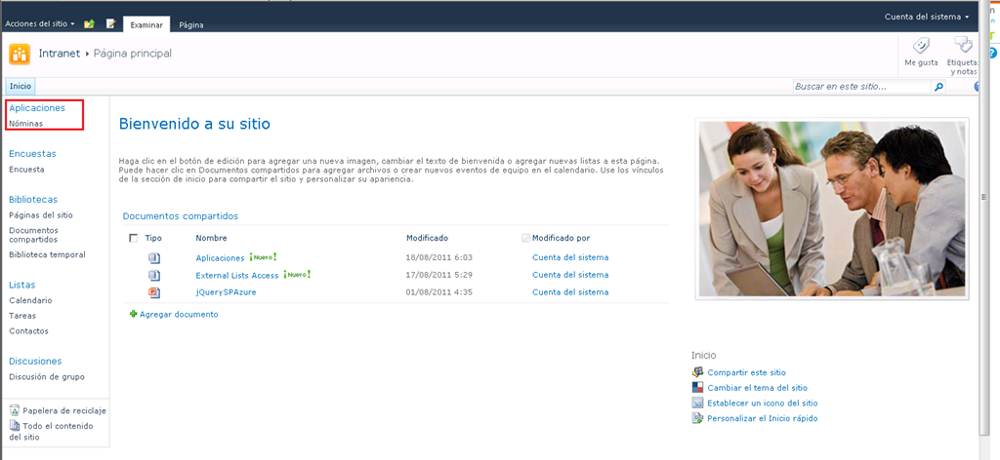 Acciones del sitio Examinar Página Cuenta del sistema
Intranet Página principal
Me gusta Etiquetas y notas
Inicio Buscar en este sitio...
Aplicaciones
Nóminas
Encuestas
Encuesta
Bibliotecas
Páginas del sitio
Documentos
compartidos
Biblioteca temporal
Listas
Calendario
Tareas
Contactos
Discusiones
Discusión de grupo
Papelera de reciclaje
Todo el contenido
del sitio
Bienvenido a su sitio
Haga clic en el botón de edición para agregar una nueva imagen, cambiar el texto de bienvenida o agregar nuevas listas a esta página.
Puede hacer clic en Documentos compartidos para agregar archivos o crear nuevos eventos de equipo en el calendario. Use los vínculos
de la sección de inicio para compartir el sitio y personalizar su apariencia.
Documentos compartidos
Tipo Nombre Modificado Modificado por
Aplicaciones ¡Nuevo! 18/08/2011 6:03 Cuenta del sistema
External Lists Access ¡Nuevo! 17/08/2011 5:29 Cuenta del sistema
jQuerySPAzure 01/08/2011 4:35 Cuenta del sistema
Agregar documento
Inicio
Compartir este sitio
Cambiar el tema del sitio
Establecer un icono del sitio
Personalizar el Inicio rápido